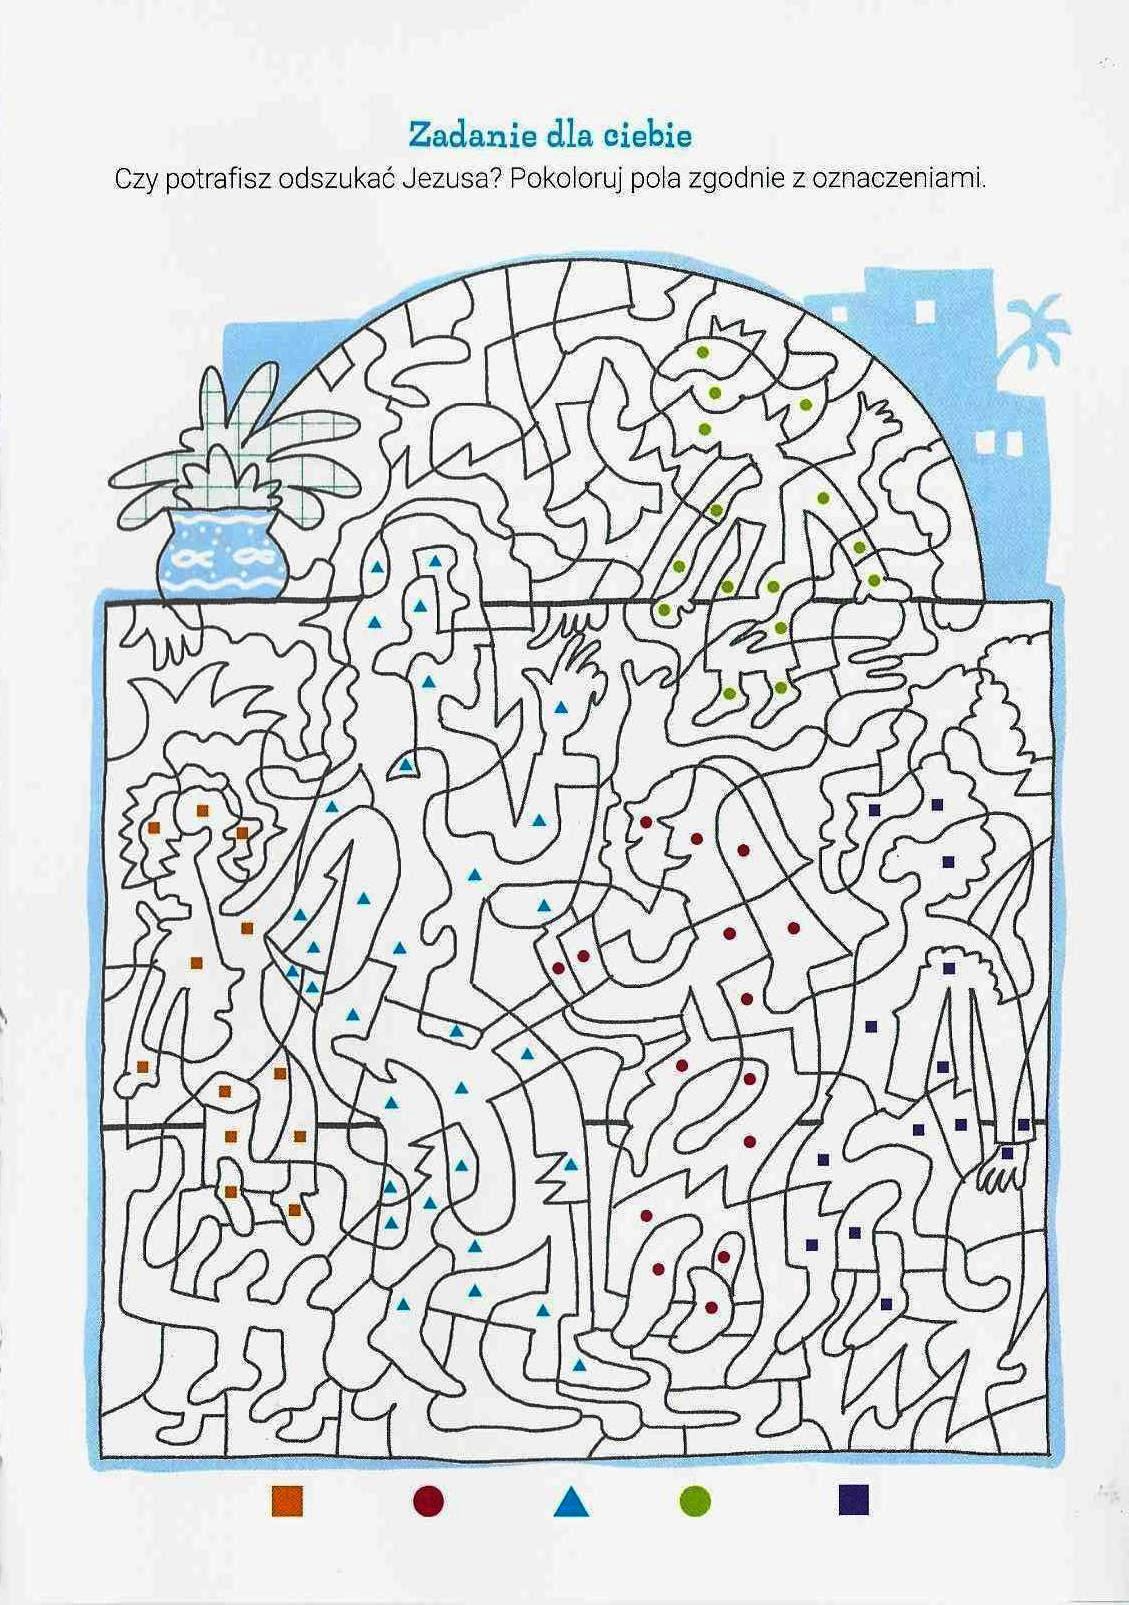 Zadanie dla ciebie
Czy potrafisz odszukać Jezusa? Pokoloruj pola zgodnie z oznaczeniami.